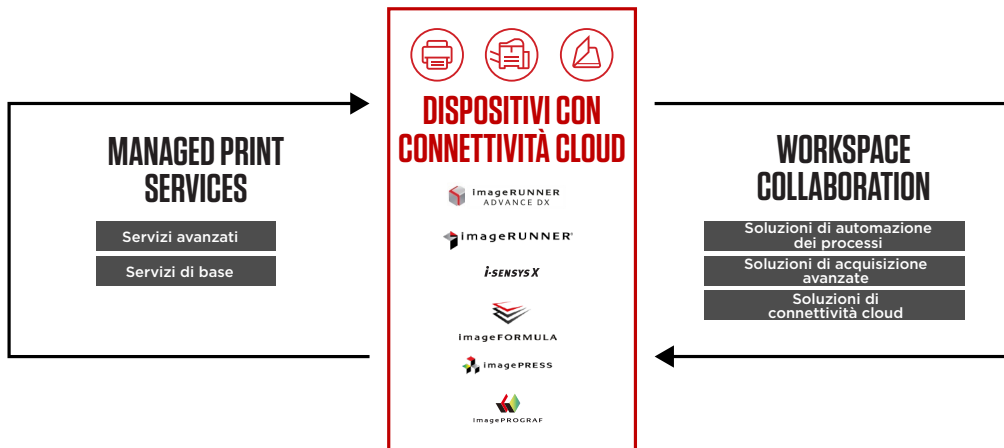 MANAGED PRINT
SERVICES
Servizi avanzati
Servizi di base
DISPOSITIVI CON
CONNETTIVITÀ CLOUD
imageRUNNER
ADVANCE DX
imageRUNNER®
i-SENSYS X
imageFORMULA
imagePRESS
imagePROGRAF
WORKSPACE
COLLABORATION
Soluzioni di automazione
dei processi
Soluzioni di acquisizione
avanzate
Soluzioni di
connettività cloud